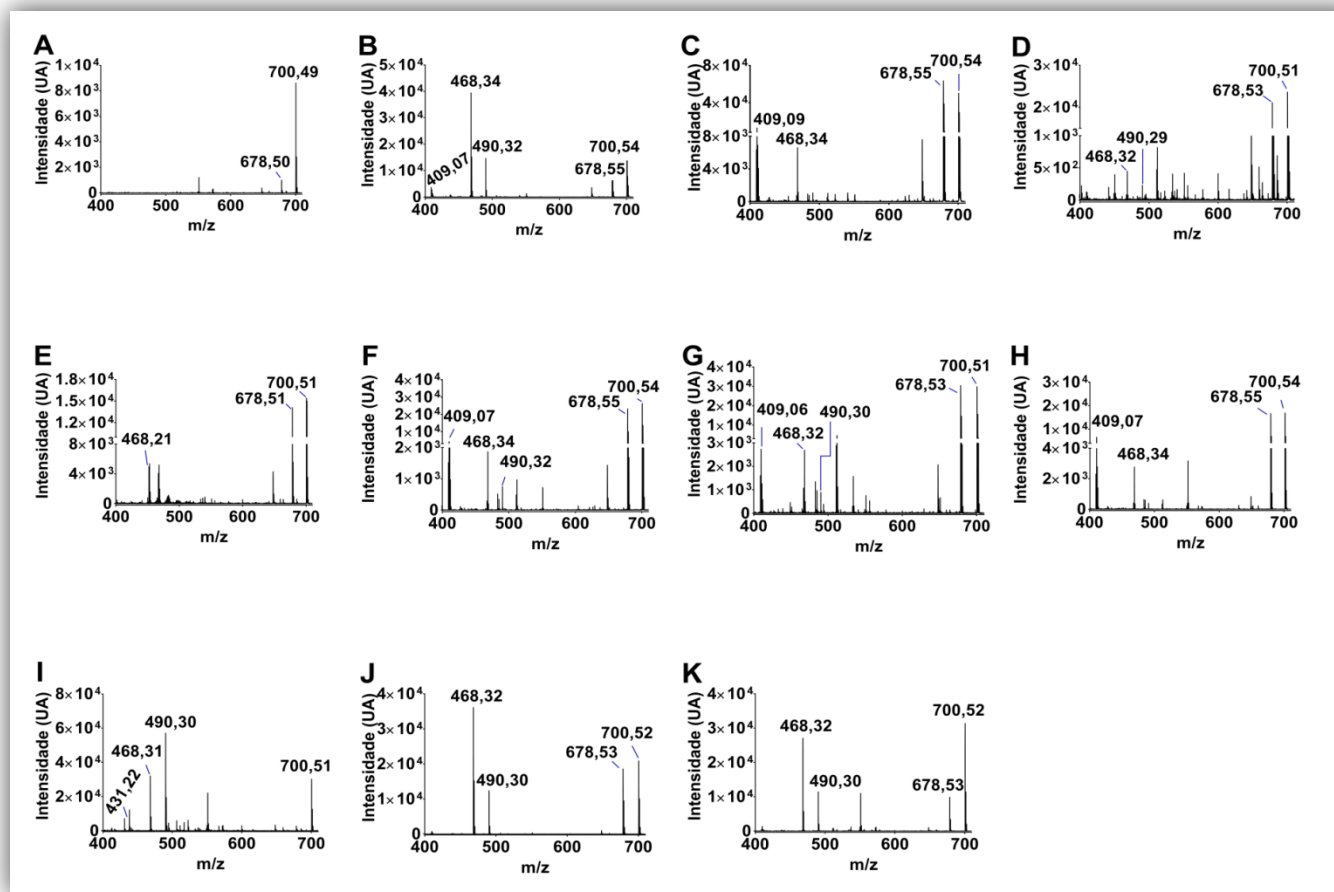 A
Intensidade (UA)
1×10⁴
8×10³
6×10³
4×10³
2×10³
0
700,49
678,50
400 500 600 700
m/z
B
Intensidade (UA)
5×10⁴
4×10⁴
3×10⁴
2×10⁴
1×10⁴
0
468,34
490,32
409,07
700,54
678,55
400 500 600 700
m/z
C
Intensidade (UA)
8×10⁴
4×10⁴
8×10³
4×10³
0
700,54
678,55
409,09
468,34
400 500 600 700
m/z
D
Intensidade (UA)
3×10⁴
2×10⁴
1×10³
5×10²
0
700,51
678,53
490,29
468,32
400 500 600 700
m/z
E
Intensidade (UA)
1.8×10⁴
1.5×10⁴
1.2×10⁴
8×10³
4×10³
0
700,51
678,51
468,21
400 500 600 700
m/z
F
Intensidade (UA)
4×10⁴
3×10⁴
2×10⁴
1×10⁴
2×10³
1×10³
0
700,54
678,55
409,07
468,34
490,32
400 500 600 700
m/z
G
Intensidade (UA)
4×10⁴
3×10⁴
2×10⁴
1×10⁴
3×10³
2×10³
1×10³
0
700,51
678,53
409,06
490,30
468,32
400 500 600 700
m/z
H
Intensidade (UA)
3×10⁴
2×10⁴
1×10⁴
4×10³
2×10³
0
700,54
678,55
409,07
468,34
400 500 600 700
m/z
I
Intensidade (UA)
8×10⁴
6×10⁴
4×10⁴
2×10⁴
0
490,30
468,31
431,22
700,51
400 500 600 700
m/z
J
Intensidade (UA)
4×10⁴
3×10⁴
2×10⁴
1×10⁴
0
468,32
490,30
700,52
678,53
400 500 600 700
m/z
K
Intensidade (UA)
4×10⁴
3×10⁴
2×10⁴
1×10⁴
0
468,32
490,30
700,52
678,53
400 500 600 700
m/z